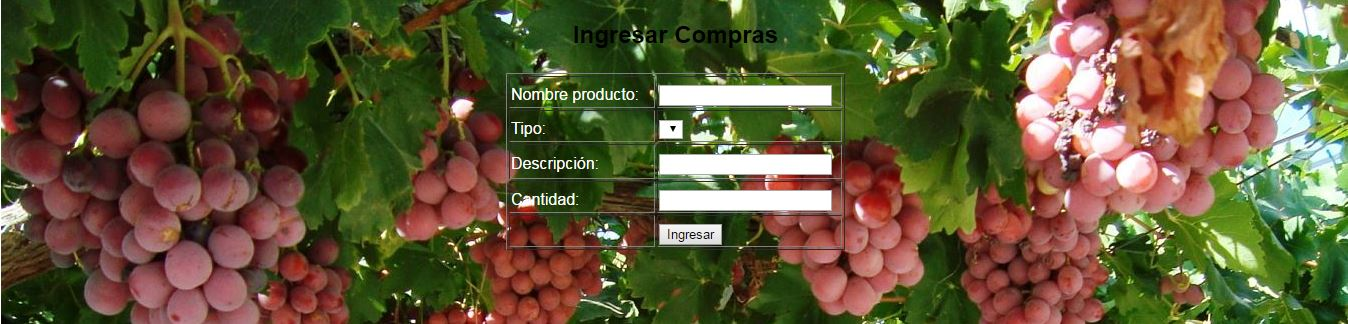 Ingresar Compras
Nombre producto:
Tipo:
Descripción:
Cantidad:
Ingresar